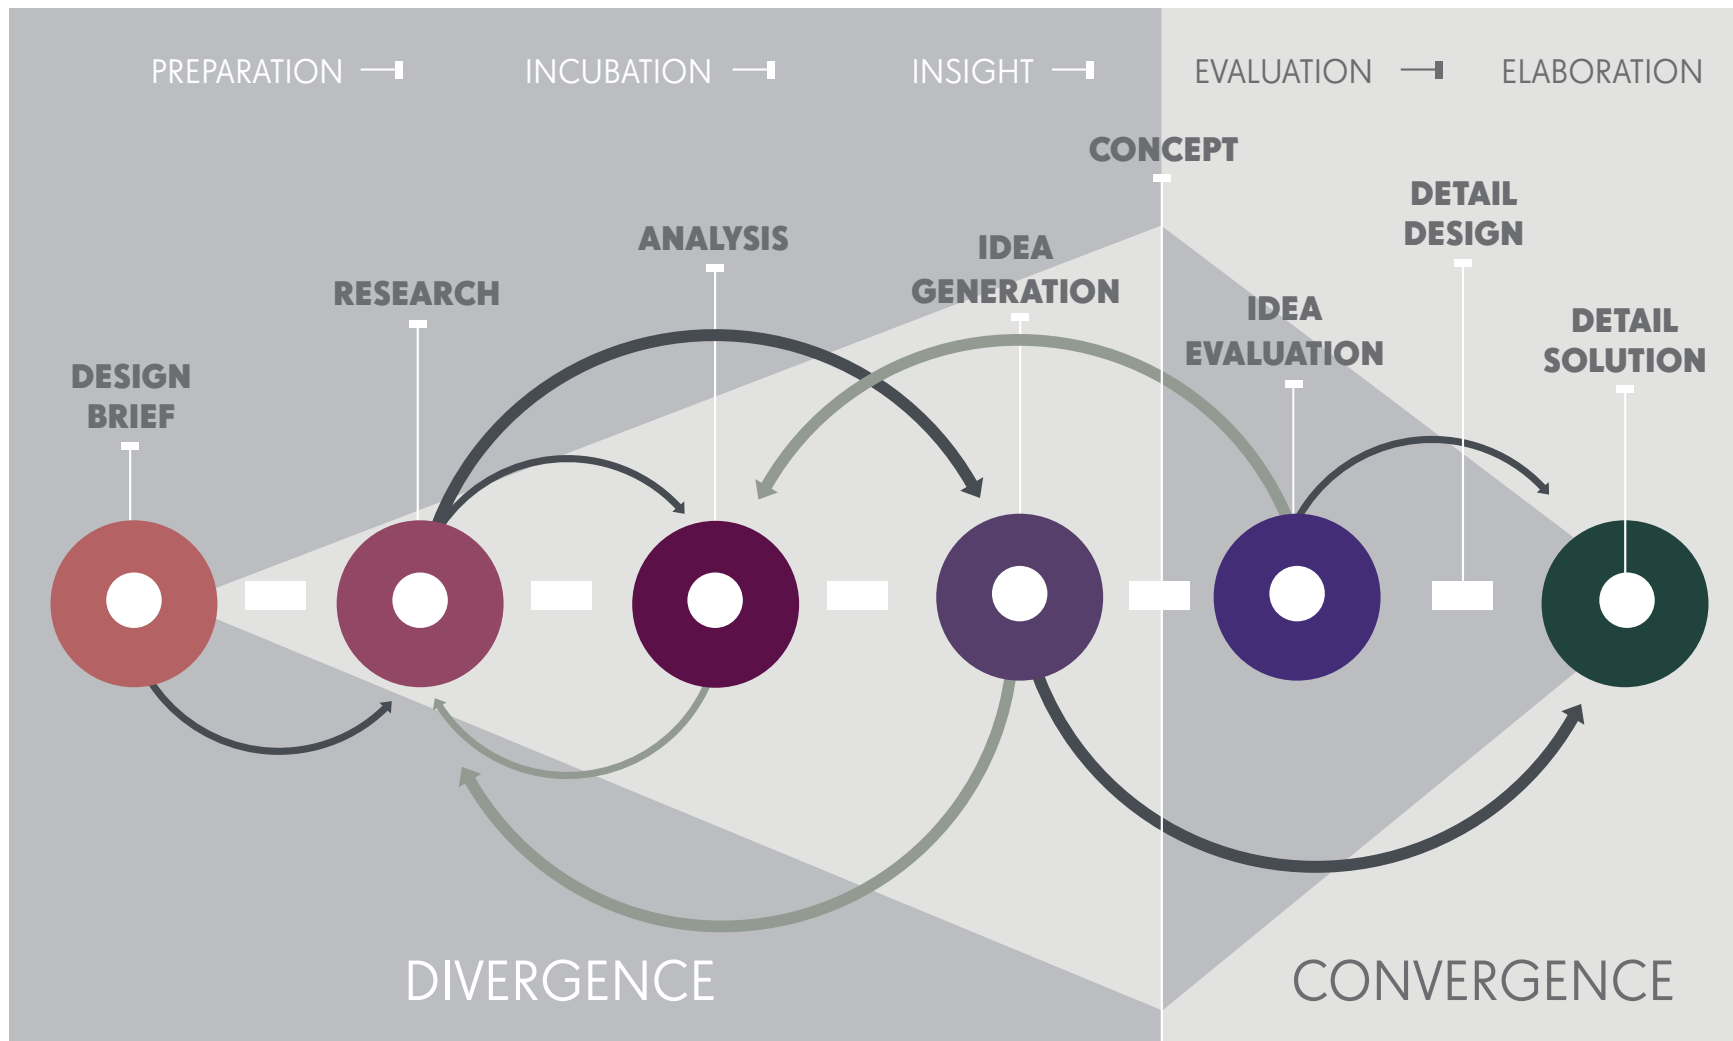 PREPARATION
INCUBATION
INSIGHT
EVALUATION
ELABORATION
CONCEPT
DETAIL
DESIGN
ANALYSIS
IDEA
GENERATION
RESEARCH
IDEA
EVALUATION
DETAIL
SOLUTION
DESIGN
BRIEF
DIVERGENCE
CONVERGENCE